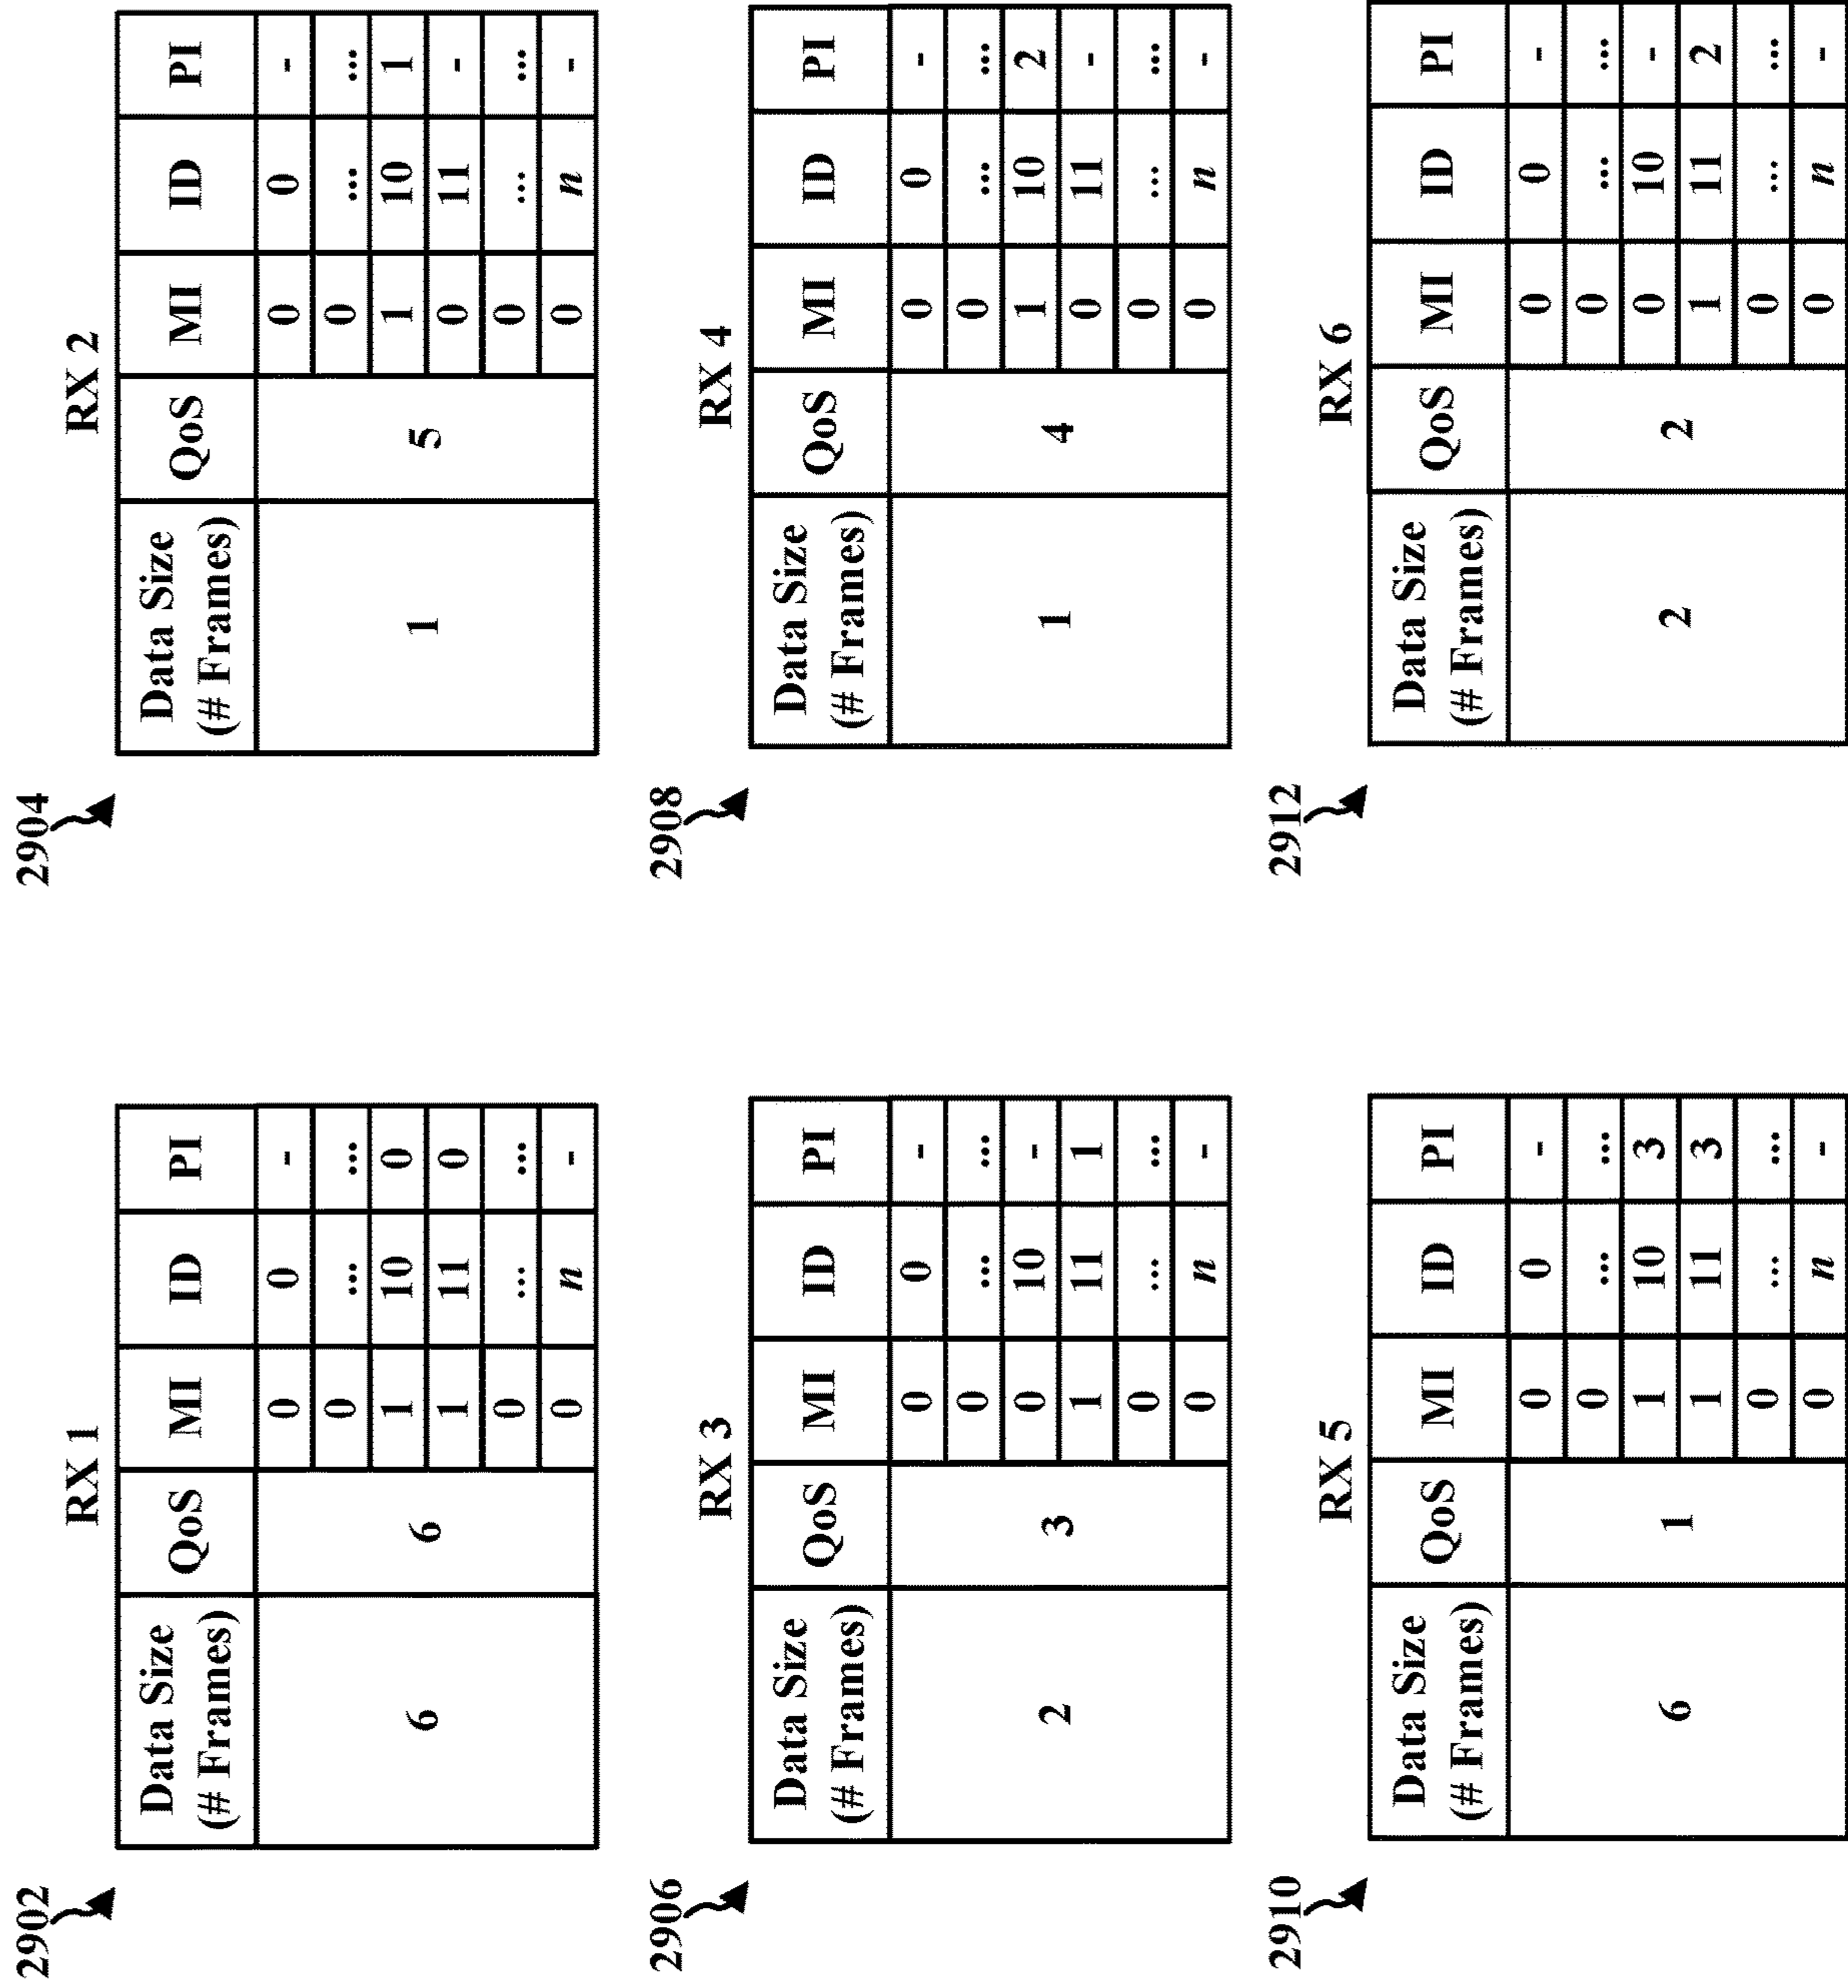 2902
RX 1
Data Size (# Frames) QoS MI ID PI
6 6
0 0 -
0 ... ...
1 10 0
1 11 0
0 ... ...
0 n -
2904
RX 2
Data Size (# Frames) QoS MI ID PI
1 5
0 0 -
0 ... ...
1 10 1
0 11 -
0 ... ...
0 n -
2906
RX 3
Data Size (# Frames) QoS MI ID PI
2 3
0 0 -
0 ... ...
0 10 -
1 11 1
0 ... ...
0 n -
2908
RX 4
Data Size (# Frames) QoS MI ID PI
1 4
0 0 -
0 ... ...
1 10 2
0 11 -
0 ... ...
0 n -
2910
RX 5
Data Size (# Frames) QoS MI ID PI
6 1
0 0 -
0 ... ...
1 10 3
1 11 3
0 ... ...
0 n -
2912
RX 6
Data Size (# Frames) QoS MI ID PI
2 2
0 0 -
0 ... ...
0 10 -
1 11 2
0 ... ...
0 n -